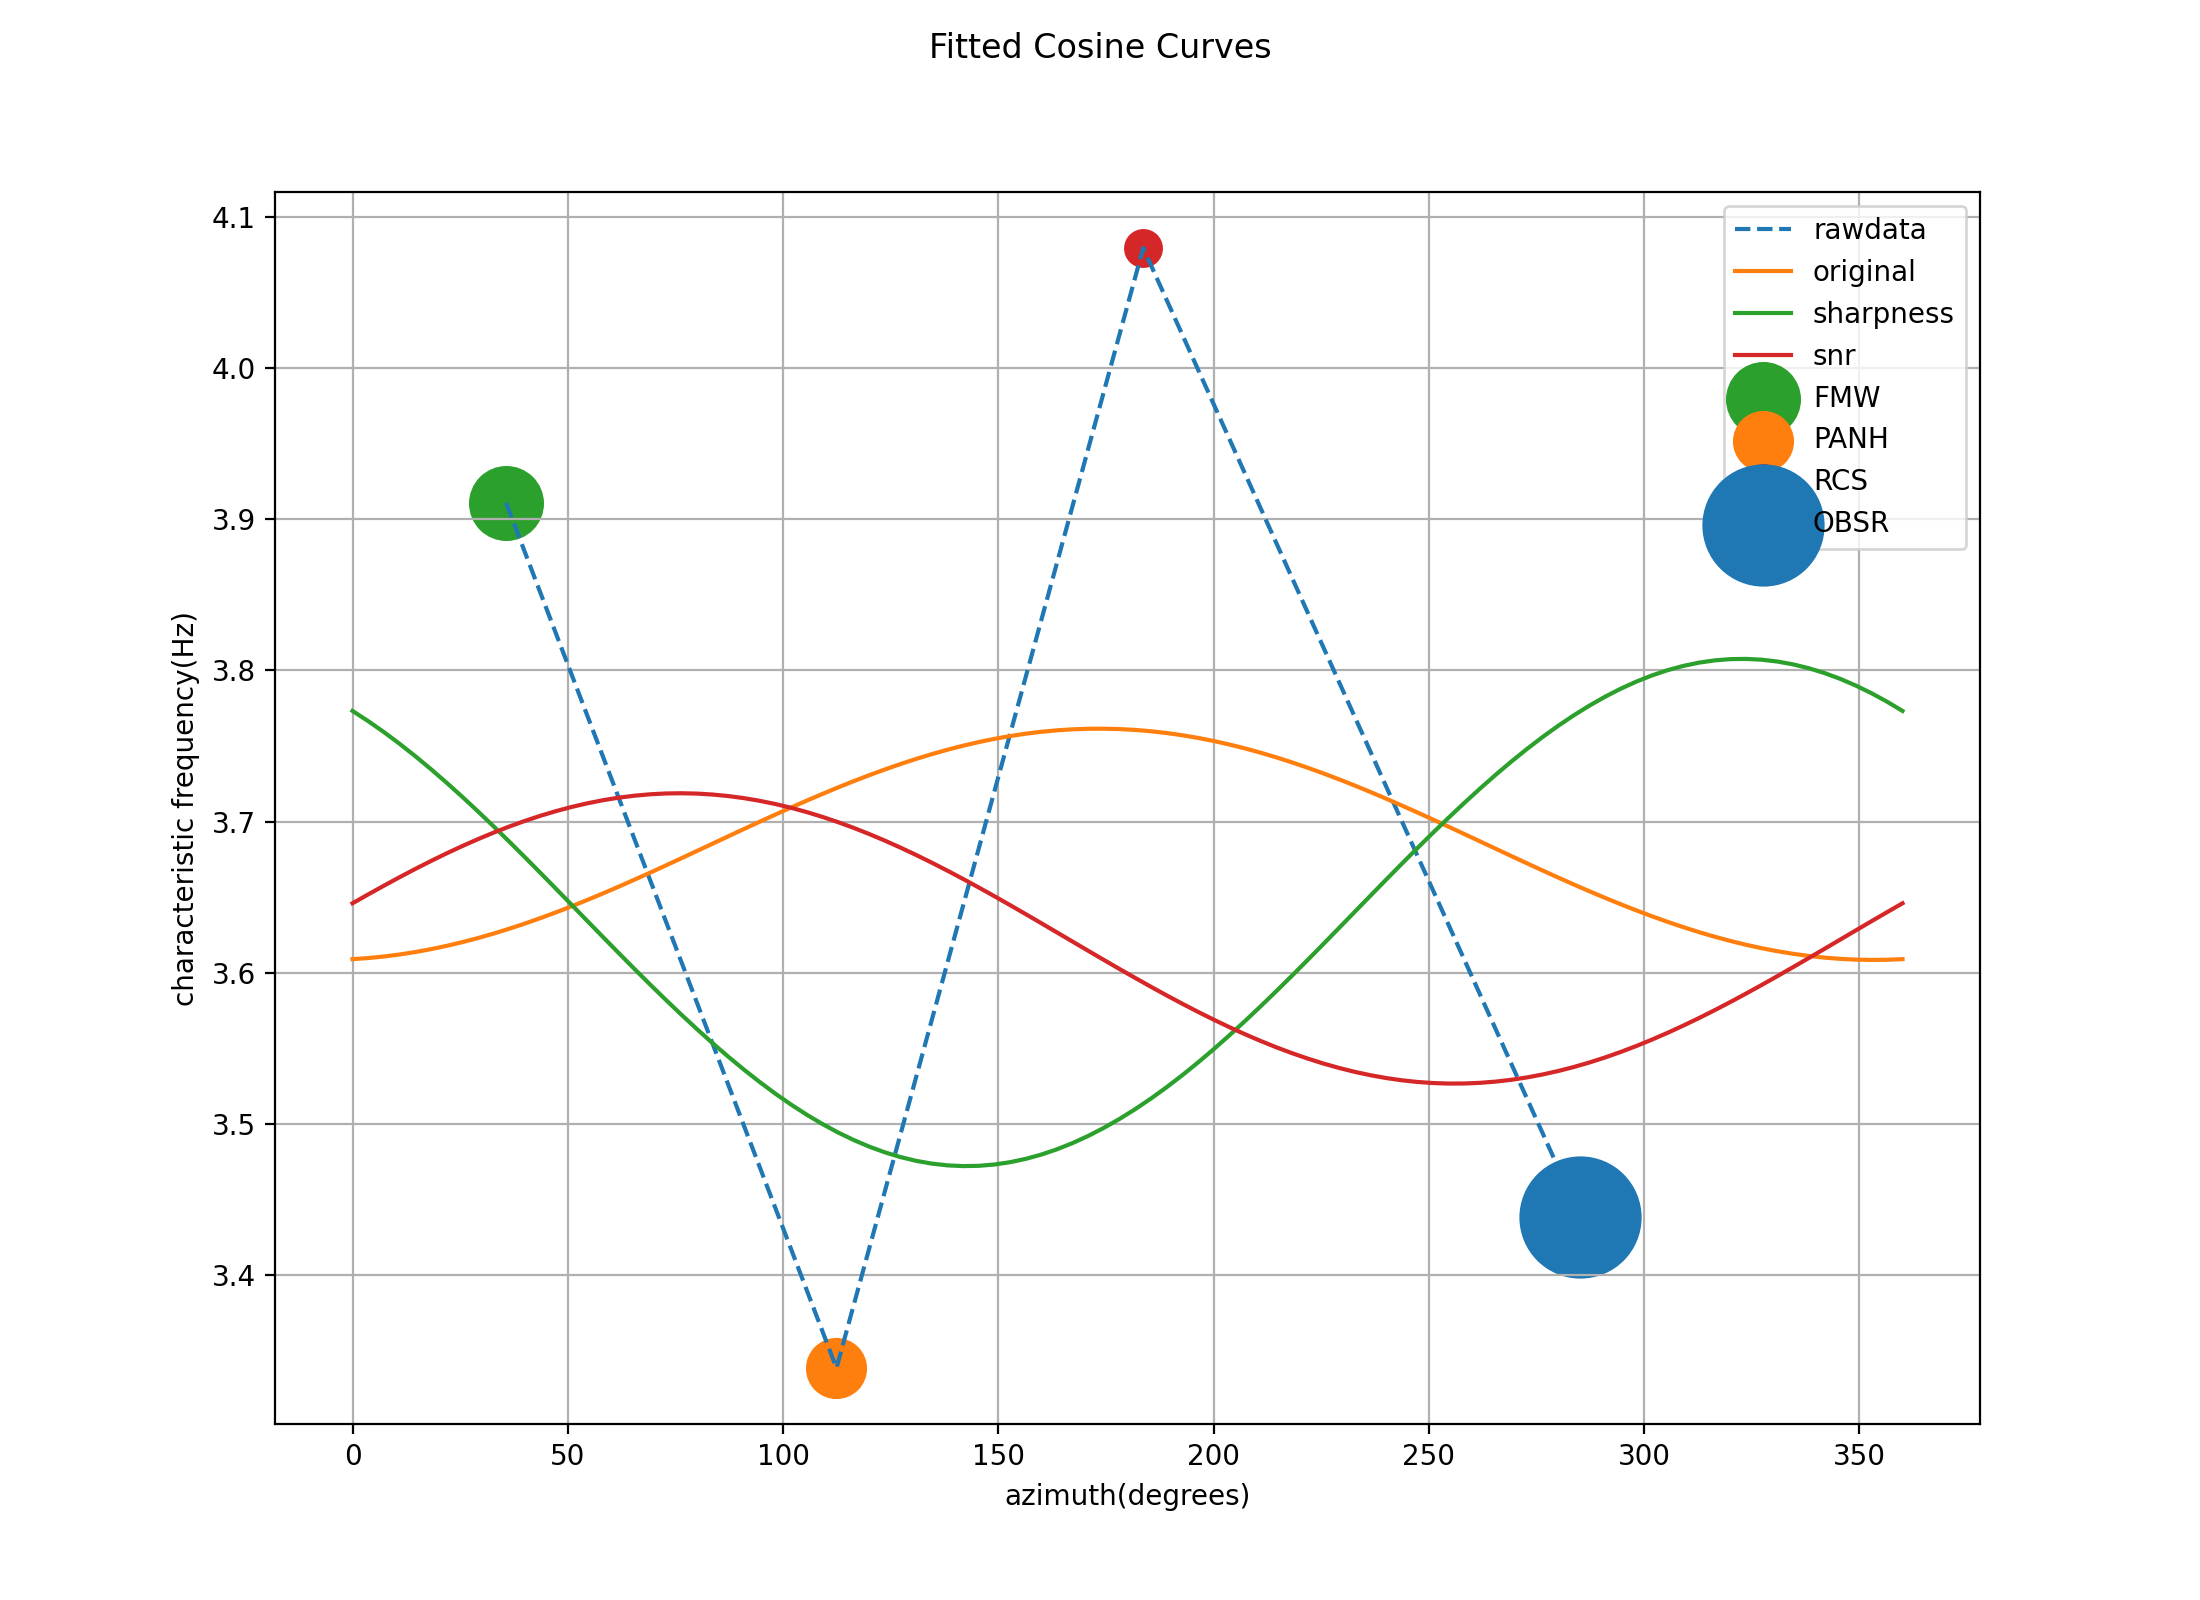 Fitted Cosine Curves
4.1
4.0
3.9
3.8
3.7
3.6
3.5
3.4
characteristic frequency(Hz)
rawdata
original
sharpness
snr
FMW
PANH
RCS
OBSR
0 50 100 150 200 250 300 350
azimuth(degrees)